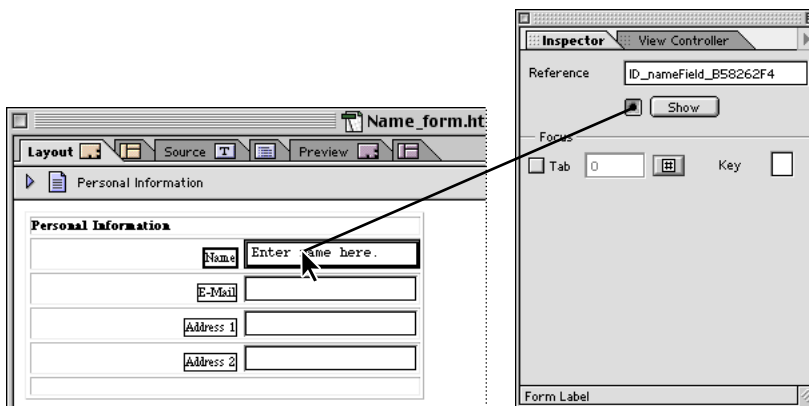 Name_form.ht
Layout Source T Preview
Personal Information
Personal Information
Name Enter name here.
E-Mail
Address 1
Address 2
Inspector View Controller
Reference ID_nameField_B58262F4
Show
Focus
Tab 0 # Key
Form Label